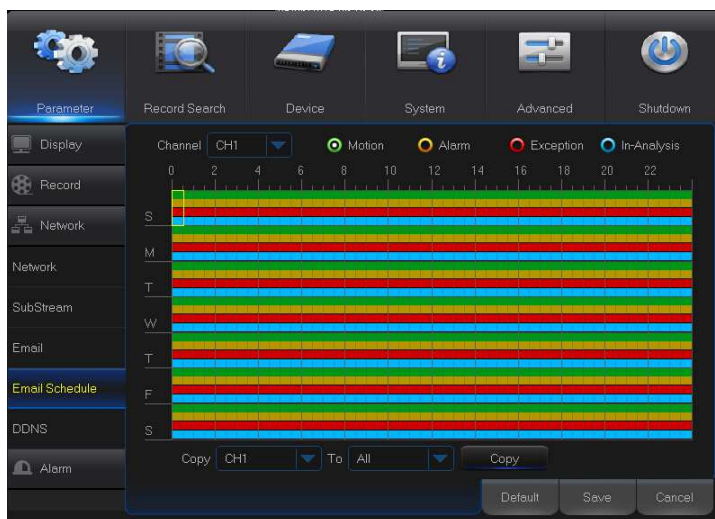 Parameter Record Search Device System Advanced Shutdown
Display
Record
Network
Network
SubStream
Email
Email Schedule
DDNS
Alarm
Channel CH1 Motion Alarm Exception In-Analysis
0 2 4 6 8 10 12 14 16 18 20 22
S
M
T
W
T
F
S
Copy CH1 To All Copy
Default Save Cancel